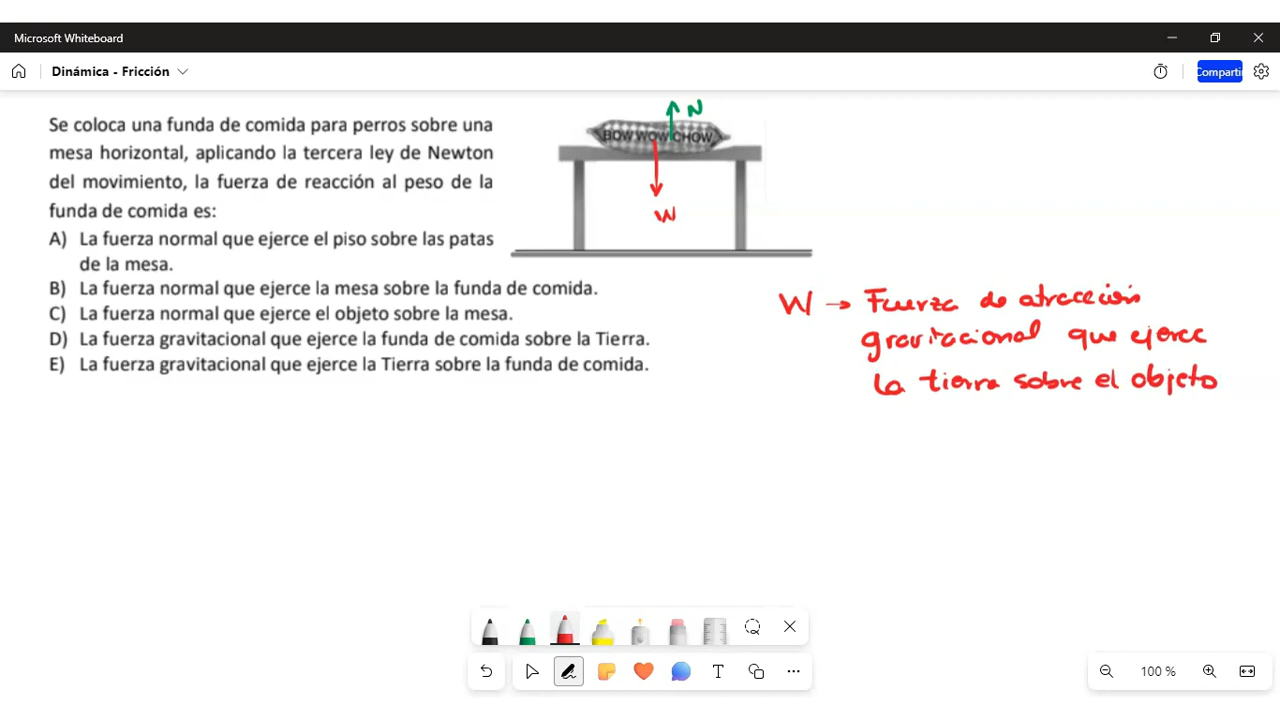 Microsoft Whiteboard
Dinámica - Fricción
Comparti
Se coloca una funda de comida para perros sobre una
mesa horizontal, aplicando la tercera ley de Newton
del movimiento, la fuerza de reacción al peso de la
funda de comida es:
A) La fuerza normal que ejerce el piso sobre las patas
de la mesa.
B) La fuerza normal que ejerce la mesa sobre la funda de comida.
C) La fuerza normal que ejerce el objeto sobre la mesa.
D) La fuerza gravitacional que ejerce la funda de comida sobre la Tierra.
E) La fuerza gravitacional que ejerce la Tierra sobre la funda de comida.
N
BOW WOW CHOW
W
W → Fuerza de atracción
gravitacional que ejerce
la tierra sobre el objeto
T
100 %